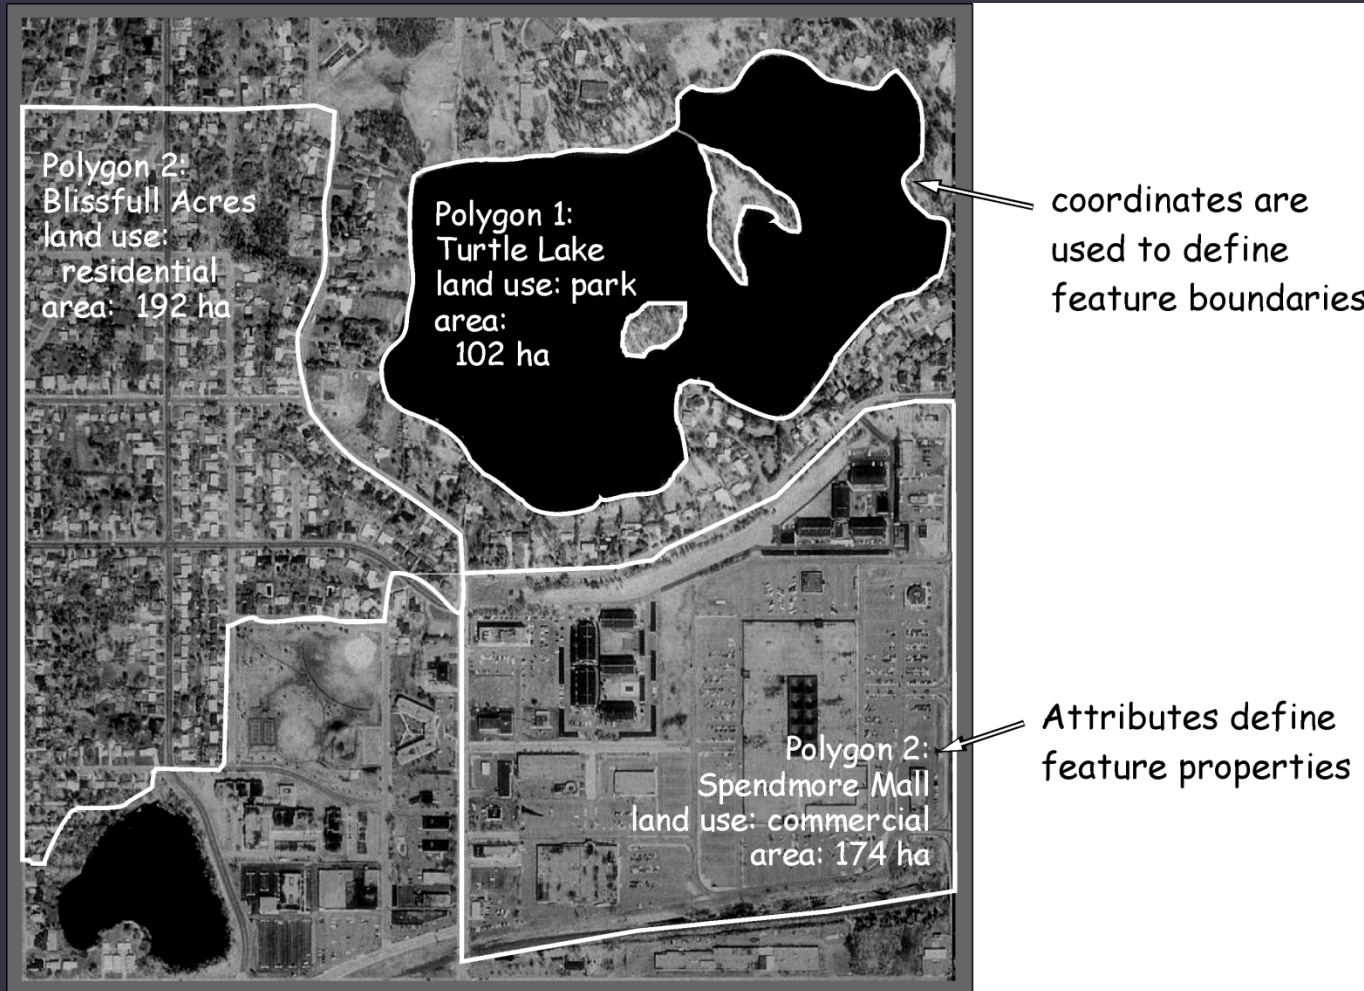 Polygon 2:
Blissfull Acres
land use:
residential
area: 192 ha
Polygon 1:
Turtle Lake
land use: park
area:
102 ha
coordinates are
used to define
feature boundaries
Polygon 2:
Spendmore Mall
land use: commercial
area: 174 ha
Attributes define
feature properties